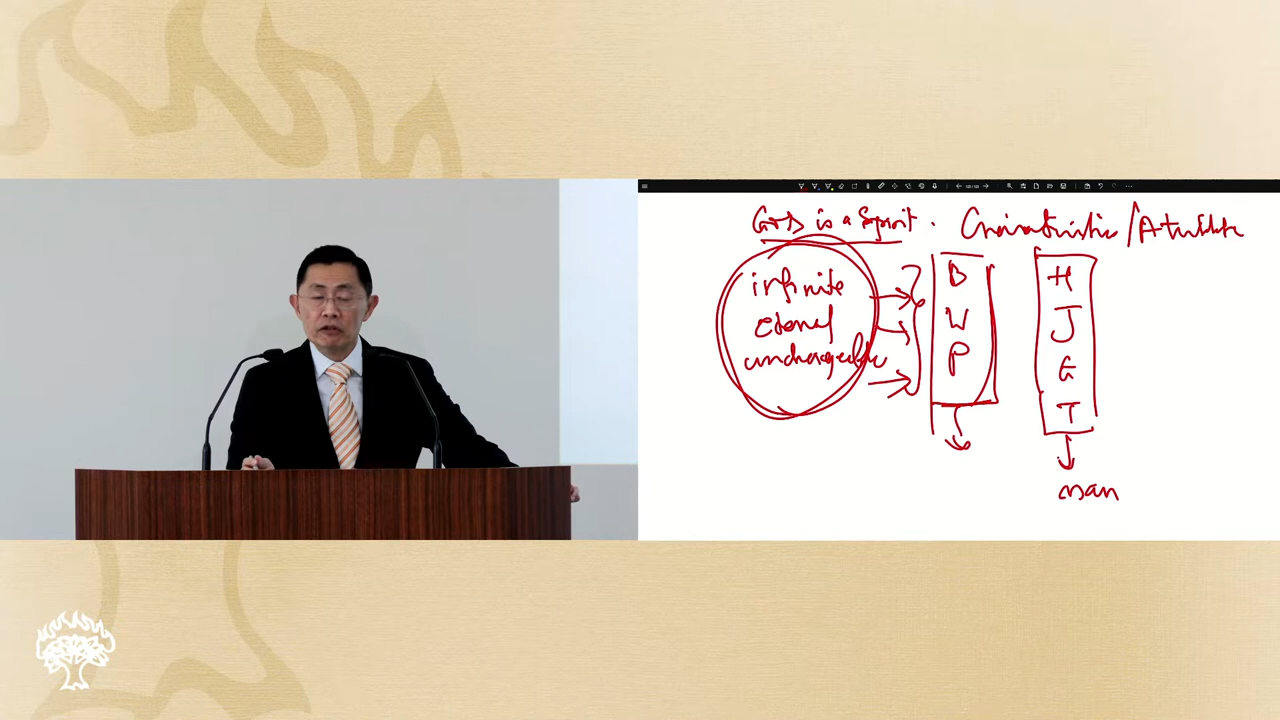 God is a Spirit. Characteristic / Attribute
infinite
eternal
unchangeable
B
W
P
H
J
G
T
man